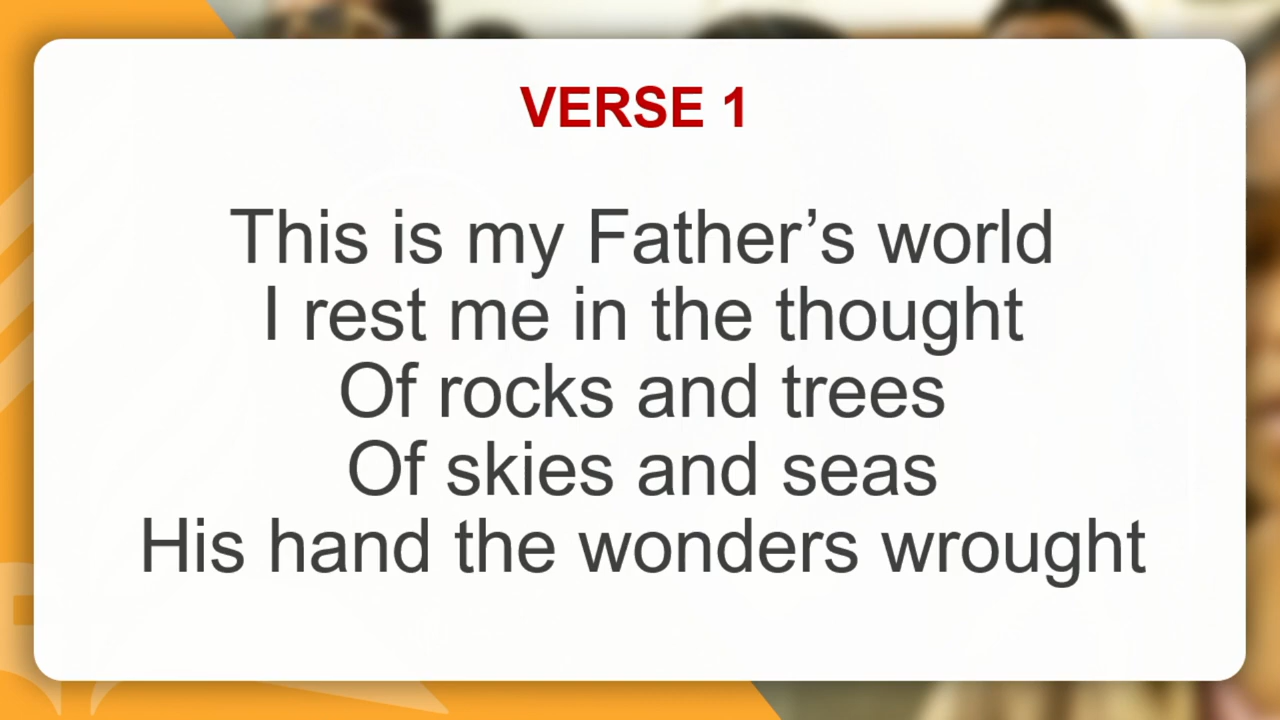 VERSE 1
This is my Father’s world
I rest me in the thought
Of rocks and trees
Of skies and seas
His hand the wonders wrought